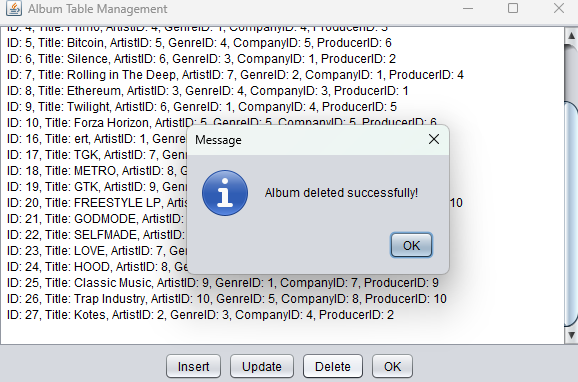 Album Table Management
ID: 4, Title: Primo, ArtistID: 4, GenreID: 4, CompanyID: 4, ProducerID: 5
ID: 5, Title: Bitcoin, ArtistID: 5, GenreID: 4, CompanyID: 5, ProducerID: 6
ID: 6, Title: Silence, ArtistID: 6, GenreID: 3, CompanyID: 1, ProducerID: 2
ID: 7, Title: Rolling in The Deep, ArtistID: 7, GenreID: 2, CompanyID: 1, ProducerID: 4
ID: 8, Title: Ethereum, ArtistID: 3, GenreID: 4, CompanyID: 3, ProducerID: 1
ID: 9, Title: Twilight, ArtistID: 6, GenreID: 1, CompanyID: 4, ProducerID: 5
ID: 10, Title: Forza Horizon, ArtistID: 5, GenreID: 5, CompanyID: 5, ProducerID: 6
ID: 16, Title: ert, ArtistID: 1, Genre
ID: 17, Title: TGK, ArtistID: 7, Gen
ID: 18, Title: METRO, ArtistID: 8, G
ID: 19, Title: GTK, ArtistID: 9, Gen
ID: 20, Title: FREESTYLE LP, Artis 10
ID: 21, Title: GODMODE, ArtistID:
ID: 22, Title: SELFMADE, ArtistID:
ID: 23, Title: LOVE, ArtistID: 7, Ge
ID: 24, Title: HOOD, ArtistID: 8, Ge
ID: 25, Title: Classic Music, ArtistID: 9, GenreID: 1, CompanyID: 7, ProducerID: 9
ID: 26, Title: Trap Industry, ArtistID: 10, GenreID: 5, CompanyID: 8, ProducerID: 10
ID: 27, Title: Kotes, ArtistID: 2, GenreID: 3, CompanyID: 4, ProducerID: 2
Message
Album deleted successfully!
OK
Insert Update Delete OK